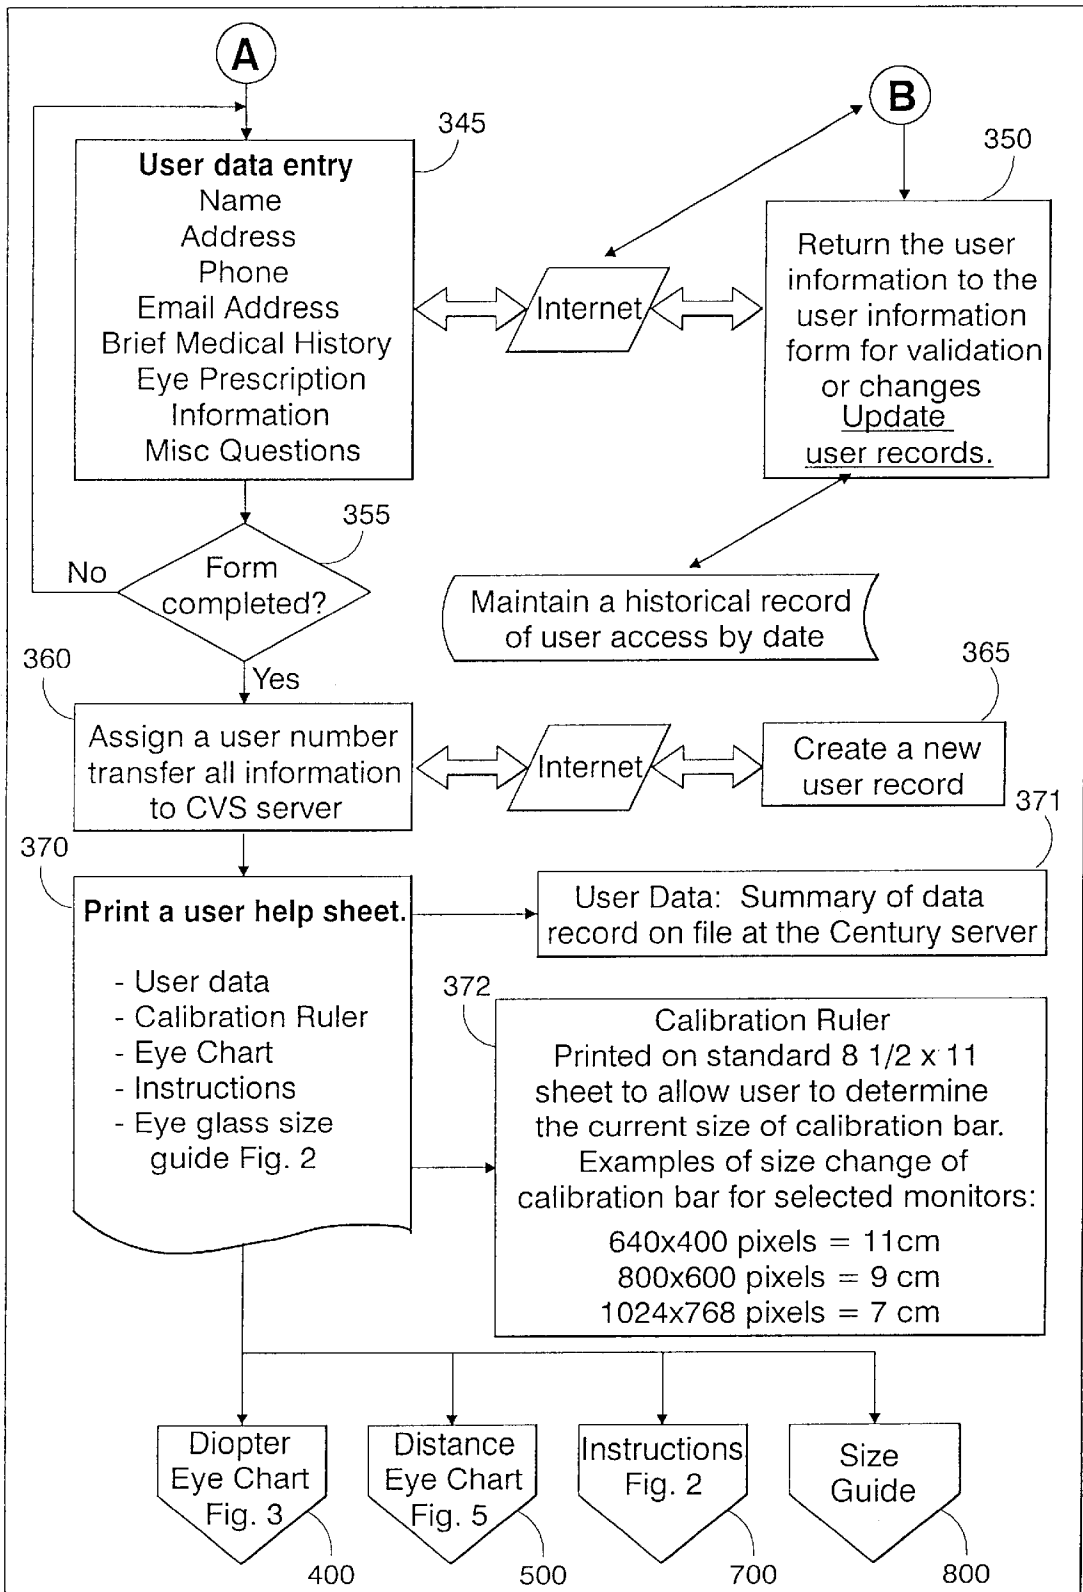 A
B
345
User data entry
Name
Address
Phone
Email Address
Brief Medical History
Eye Prescription
Information
Misc Questions
Internet
350
Return the user
information to the
user information
form for validation
or changes
Update
user records.
355
Form
completed?
No
Yes
Maintain a historical record
of user access by date
360
Assign a user number
transfer all information
to CVS server
Internet
365
Create a new
user record
370
Print a user help sheet.
- User data
- Calibration Ruler
- Eye Chart
- Instructions
- Eye glass size
guide Fig. 2
371
User Data: Summary of data
record on file at the Century server
372
Calibration Ruler
Printed on standard 8 1/2 x 11
sheet to allow user to determine
the current size of calibration bar.
Examples of size change of
calibration bar for selected monitors:
640x400 pixels = 11cm
800x600 pixels = 9 cm
1024x768 pixels = 7 cm
Diopter
Eye Chart
Fig. 3
400
Distance
Eye Chart
Fig. 5
500
Instructions
Fig. 2
700
Size
Guide
800